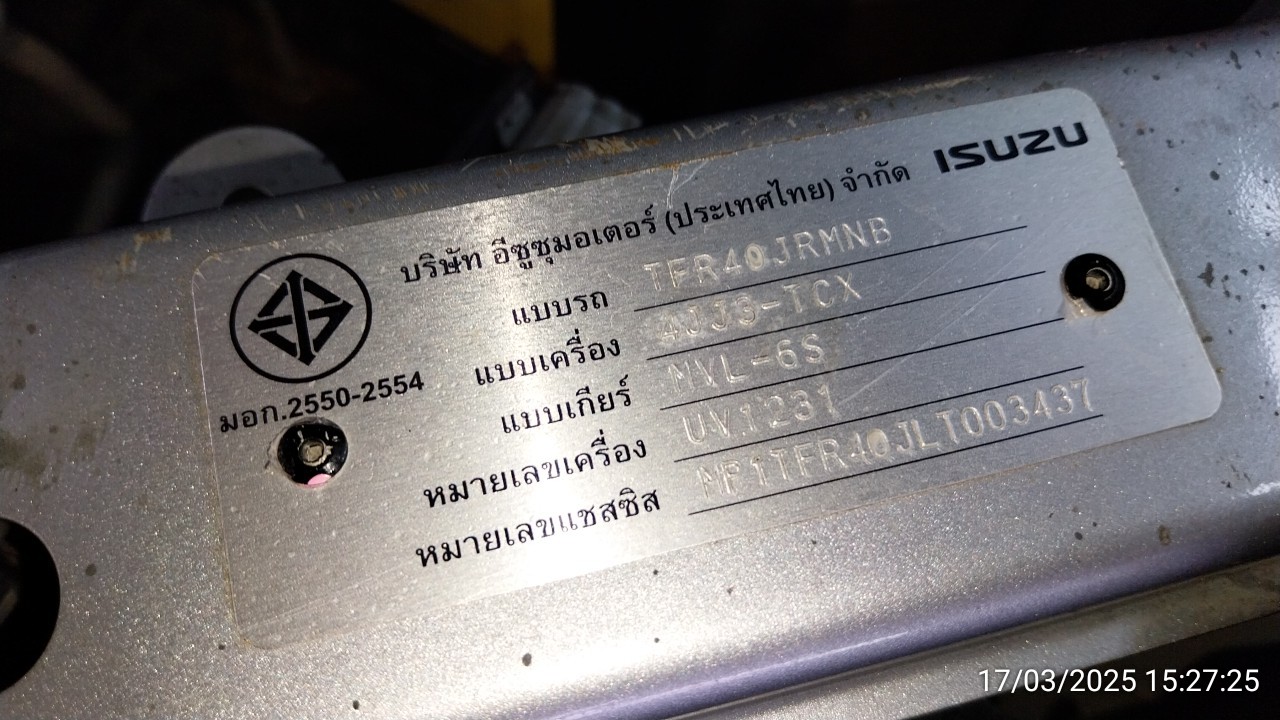 ISUZU
บริษัท อีซูซุมอเตอร์ (ประเทศไทย) จำกัด
แบบรถ TFR40JRMNB
แบบเครื่อง 4JJ3-TCX
แบบเกียร์ MVL-6S
หมายเลขเครื่อง UV1231
หมายเลขแชสซิส MP1TFR40JLT003437
มอก.2550-2554
17/03/2025 15:27:25